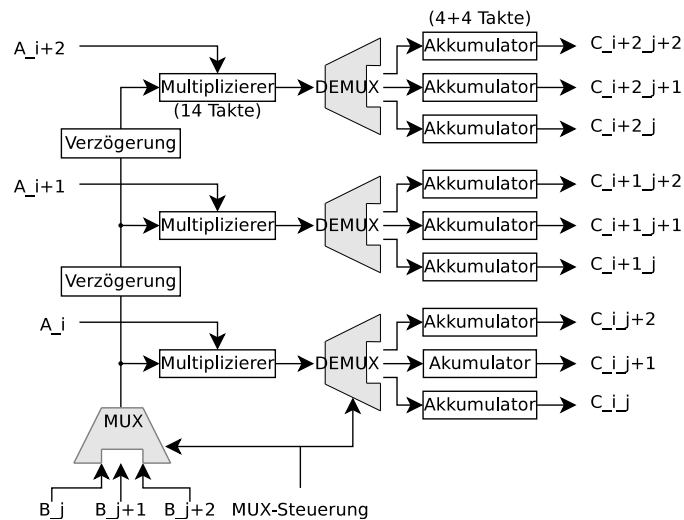 (4+4 Takte)
A_i+2
Akkumulator
C_i+2_j+2
Multiplizierer
DEMUX
Akkumulator
C_i+2_j+1
(14 Takte)
Akkumulator
C_i+2_j
Verzögerung
A_i+1
Akkumulator
C_i+1_j+2
Multiplizierer
DEMUX
Akkumulator
C_i+1_j+1
Akkumulator
C_i+1_j
Verzögerung
A_i
Akkumulator
C_i_j+2
Multiplizierer
DEMUX
Akumulator
C_i_j+1
Akkumulator
C_i_j
MUX
B_j
B_j+1
B_j+2
MUX-Steuerung